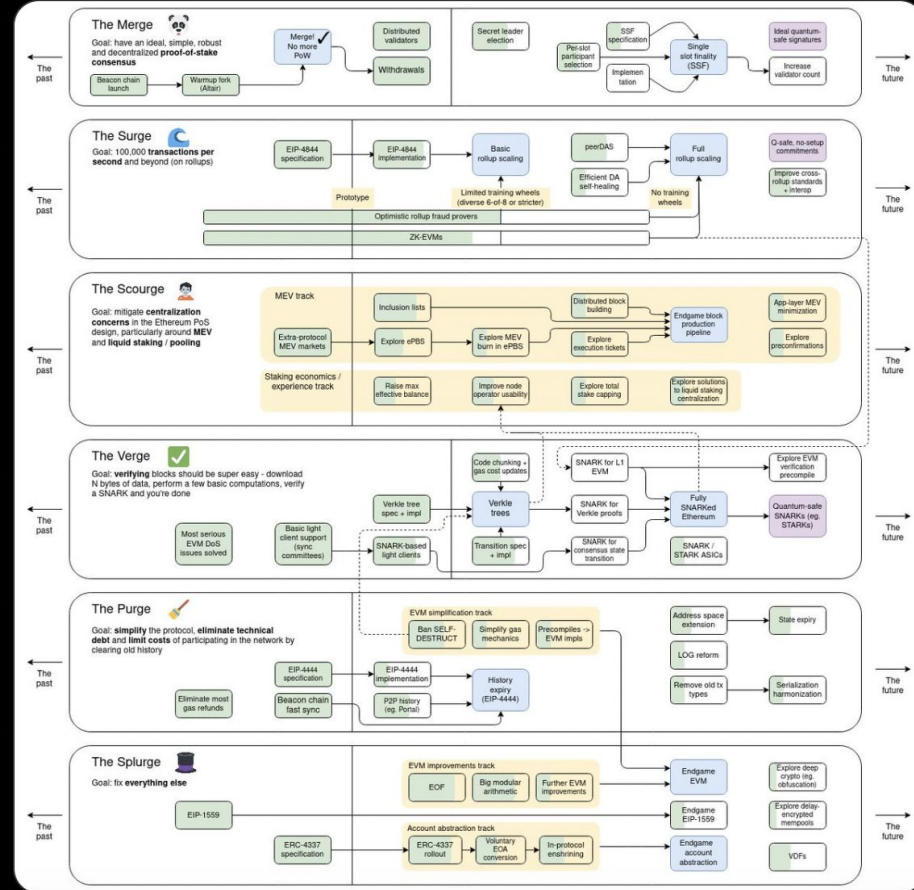 The Merge
Goal: have an ideal, simple, robust
and decentralized proof-of-stake
consensus
Beacon chain
launch
Warmup fork
(Altair)
Merge!
No more
PoW
Distributed
validators
Withdrawals
Secret leader
election
Per-slot
participant
selection
SSF
specification
Implemen
tation
Single
slot finality
(SSF)
Ideal quantum-
safe signatures
Increase
validator count
The
past
The
future
The Surge
Goal: 100,000 transactions per
second and beyond (on rollups)
EIP-4844
specification
EIP-4844
implementation
Basic
rollup scaling
peerDAS
Efficient DA
self-healing
Full
rollup scaling
Q-safe, no-setup
commitments
Improve cross-
rollup standards
+ interop
Prototype
Limited training wheels
(diverse 6-of-8 or stricter)
No training
wheels
Optimistic rollup fraud provers
ZK-EVMs
The
past
The
future
The Scourge
Goal: mitigate centralization
concerns in the Ethereum PoS
design, particularly around MEV
and liquid staking / pooling
MEV track
Extra-protocol
MEV markets
Inclusion lists
Explore ePBS
Explore MEV
burn in ePBS
Distributed block
building
Explore
execution tickets
Endgame block
production
pipeline
App-layer MEV
minimization
Explore
preconfirmations
Staking economics /
experience track
Raise max
effective balance
Improve node
operator usability
Explore total
stake capping
Explore solutions
to liquid staking
centralization
The
past
The
future
The Verge
Goal: verifying blocks should be super easy - download
N bytes of data, perform a few basic computations, verify
a SNARK and you're done
Most serious
EVM DoS
issues solved
Basic light
client support
(sync
committees)
Verkle tree
spec + impl
SNARK-based
light clients
Code chunking +
gas cost updates
Verkle
trees
Transition spec
+ impl
SNARK for L1
EVM
SNARK for
Verkle proofs
SNARK for
consensus state
transition
Fully
SNARKed
Ethereum
SNARK /
STARK ASICs
Explore EVM
verification
precompile
Quantum-safe
SNARKs (eg.
STARKs)
The
past
The
future
The Purge
Goal: simplify the protocol, eliminate technical
debt and limit costs of participating in the network by
clearing old history
Eliminate most
gas refunds
EIP-4444
specification
Beacon chain
fast sync
EVM simplification track
Ban SELF-
DESTRUCT
Simplify gas
mechanics
Precompiles ->
EVM impls
EIP-4444
implementation
P2P history
(eg. Portal)
History
expiry
(EIP-4444)
Address space
extension
State expiry
LOG reform
Remove old tx
types
Serialization
harmonization
The
past
The
future
The Splurge
Goal: fix everything else
EIP-1559
ERC-4337
specification
EVM improvements track
EOF
Big modular
arithmetic
Further EVM
improvements
Account abstraction track
ERC-4337
rollout
Voluntary
EOA
conversion
In-protocol
enshrining
Endgame
EVM
Endgame
EIP-1559
Endgame
account
abstraction
Explore deep
crypto (eg.
obfuscation)
Explore delay-
encrypted
mempools
VDFs
The
past
The
future